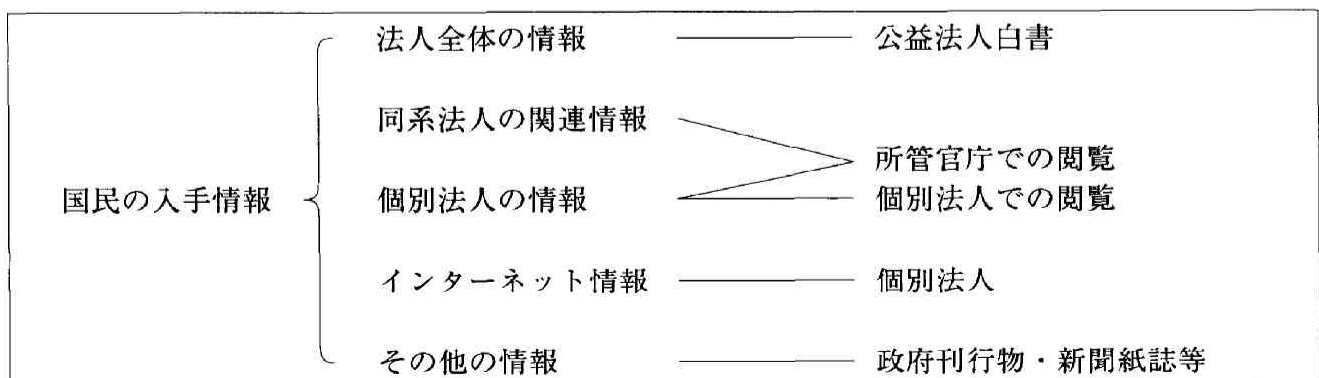 法人全体の情報 公益法人白書
同系法人の関連情報
所管官庁での閲覧
国民の入手情報 個別法人の情報 個別法人での閲覧
インターネット情報 個別法人
その他の情報 政府刊行物・新聞紙誌等